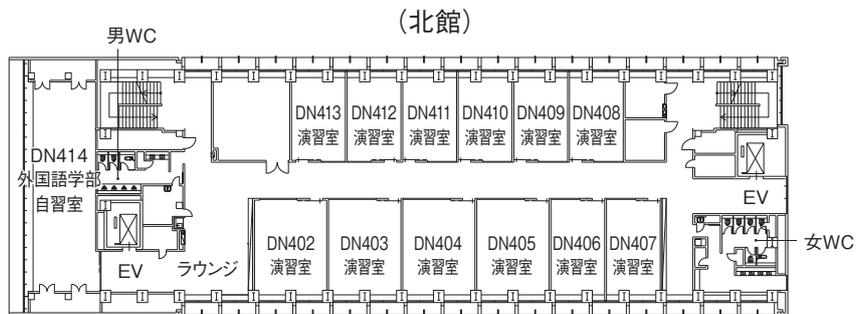 （北館）
男WC
DN413
演習室
DN412
演習室
DN411
演習室
DN410
演習室
DN409
演習室
DN408
演習室
DN414
外国語学部
自習室
EV
ラウンジ
DN402
演習室
DN403
演習室
DN404
演習室
DN405
演習室
DN406
演習室
DN407
演習室
EV
女WC